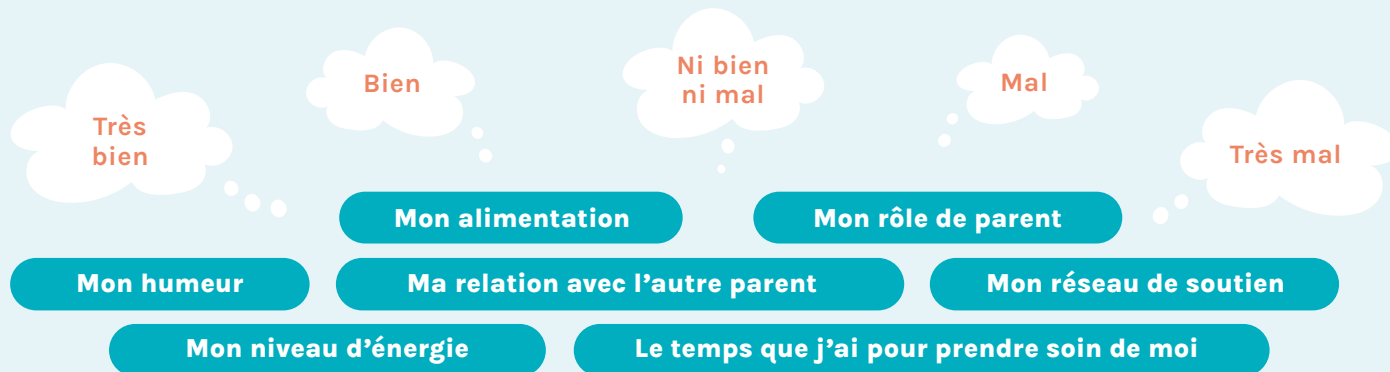 Très
bien
Bien
Ni bien
ni mal
Mal
Très mal
Mon alimentation
Mon rôle de parent
Mon humeur
Ma relation avec l’autre parent
Mon réseau de soutien
Mon niveau d’énergie
Le temps que j’ai pour prendre soin de moi